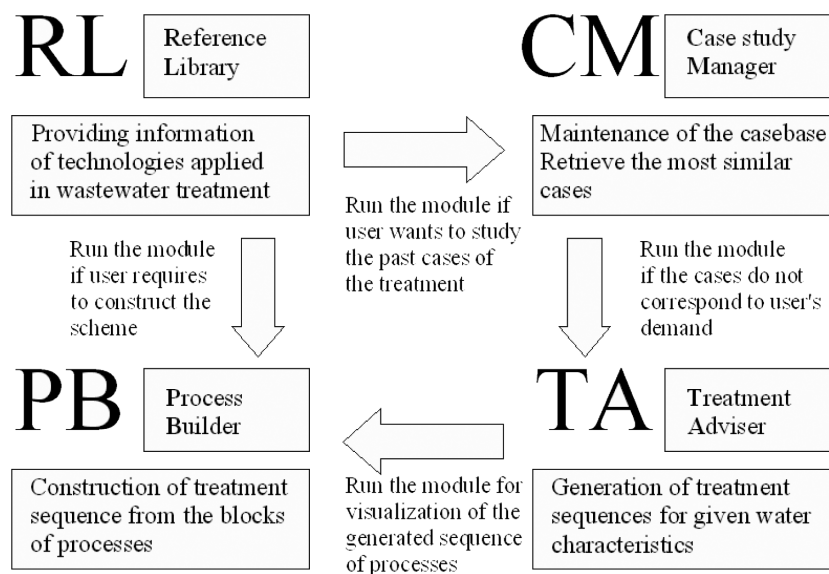 RL
Reference
Library
Providing information
of technologies applied
in wastewater treatment
CM
Case study
Manager
Maintenance of the casebase
Retrieve the most similar
cases
Run the module if
user wants to study
the past cases of
the treatment
Run the module
if user requires
to construct the
scheme
Run the module
if the cases do not
correspond to user's
demand
PB
Process
Builder
Construction of treatment
sequence from the blocks
of processes
Run the module for
visualization of the
generated sequence
of processes
TA
Treatment
Adviser
Generation of treatment
sequences for given water
characteristics